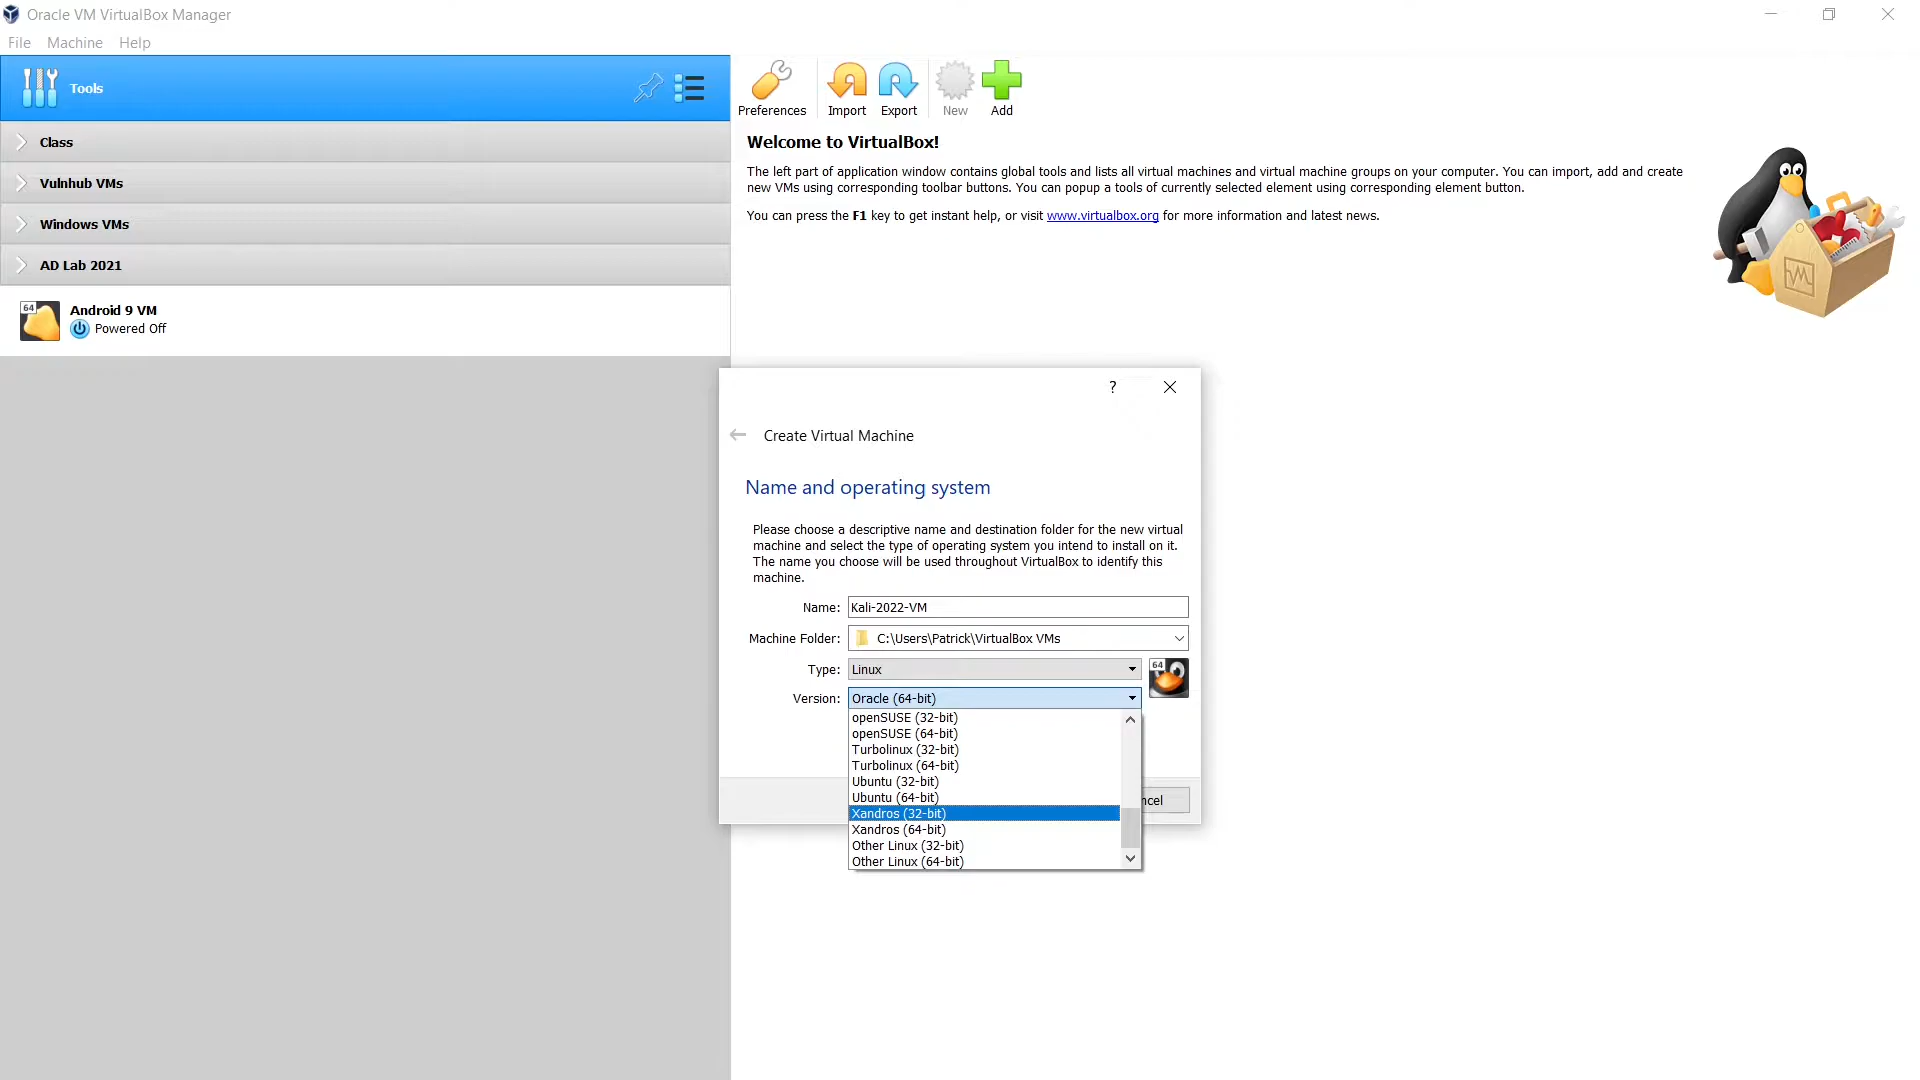 Oracle VM VirtualBox Manager
File Machine Help
Tools
Class
Vulnhub VMs
Windows VMs
AD Lab 2021
64
Android 9 VM
Powered Off
Preferences
Import
Export
New
Add
Welcome to VirtualBox!
The left part of application window contains global tools and lists all virtual machines and virtual machine groups on your computer. You can import, add and create
new VMs using corresponding toolbar buttons. You can popup a tools of currently selected element using corresponding element button.
You can press the F1 key to get instant help, or visit www.virtualbox.org for more information and latest news.
?
Create Virtual Machine
Name and operating system
Please choose a descriptive name and destination folder for the new virtual
machine and select the type of operating system you intend to install on it.
The name you choose will be used throughout VirtualBox to identify this
machine.
Name: Kali-2022-VM
Machine Folder: C:\Users\Patrick\VirtualBox VMs
Type: Linux
64
Version: Oracle (64-bit)
openSUSE (32-bit)
openSUSE (64-bit)
Turbolinux (32-bit)
Turbolinux (64-bit)
Ubuntu (32-bit)
Ubuntu (64-bit)
ncel
Xandros (32-bit)
Xandros (64-bit)
Other Linux (32-bit)
Other Linux (64-bit)